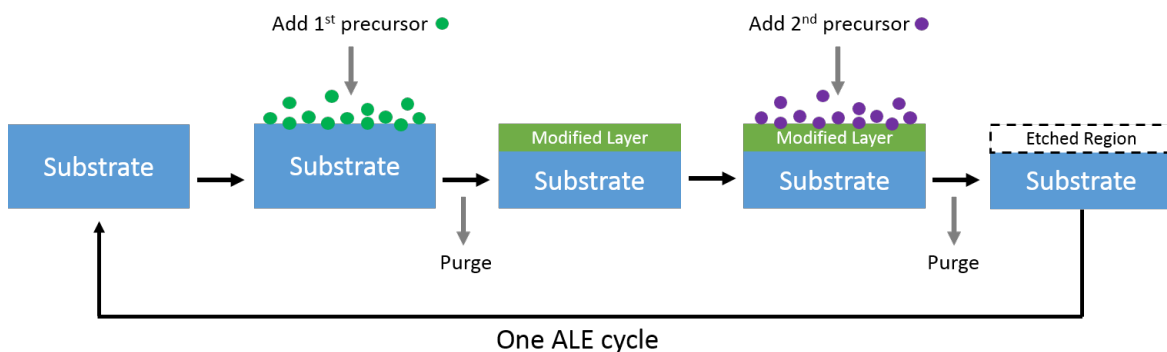 Add 1st precursor
Add 2nd precursor
Substrate
Substrate
Modified Layer
Substrate
Modified Layer
Substrate
Etched Region
Substrate
Purge
Purge
One ALE cycle